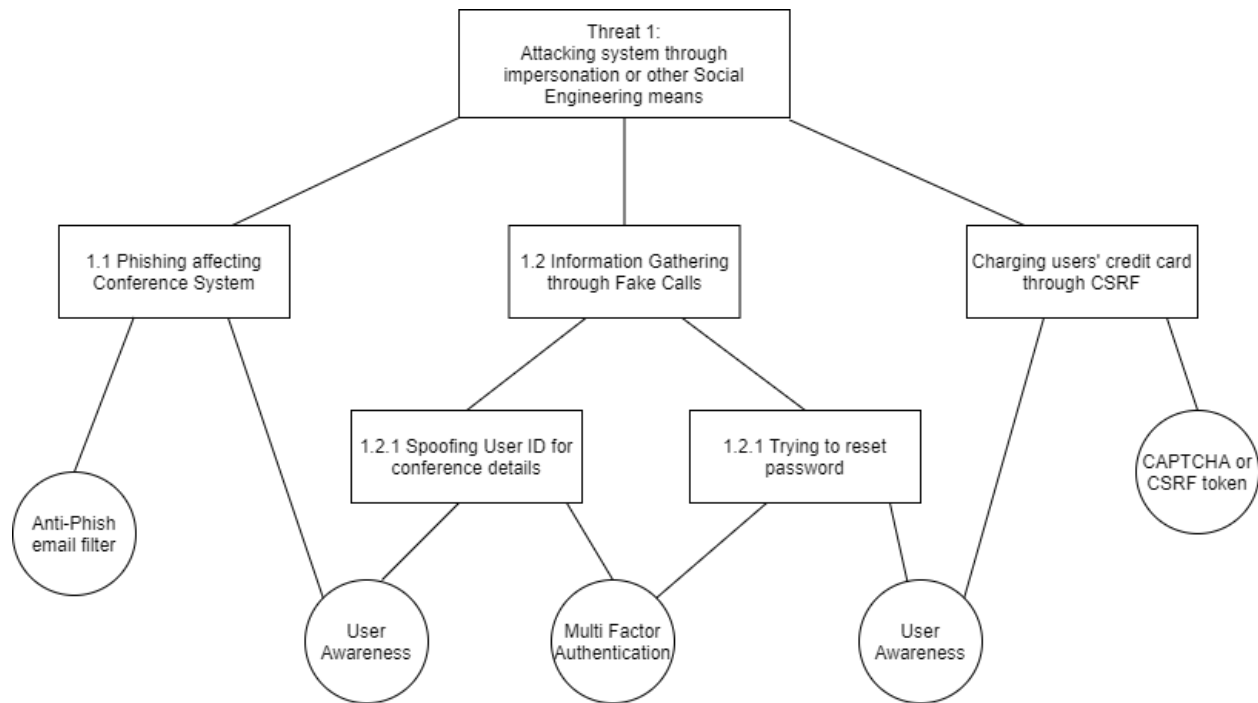 Threat 1:
Attacking system through
impersonation or other Social
Engineering means
1.1 Phishing affecting
Conference System
1.2 Information Gathering
through Fake Calls
Charging users' credit card
through CSRF
1.2.1 Spoofing User ID for
conference details
1.2.1 Trying to reset
password
CAPTCHA or
CSRF token
Anti-Phish
email filter
User
Awareness
Multi Factor
Authentication
User
Awareness